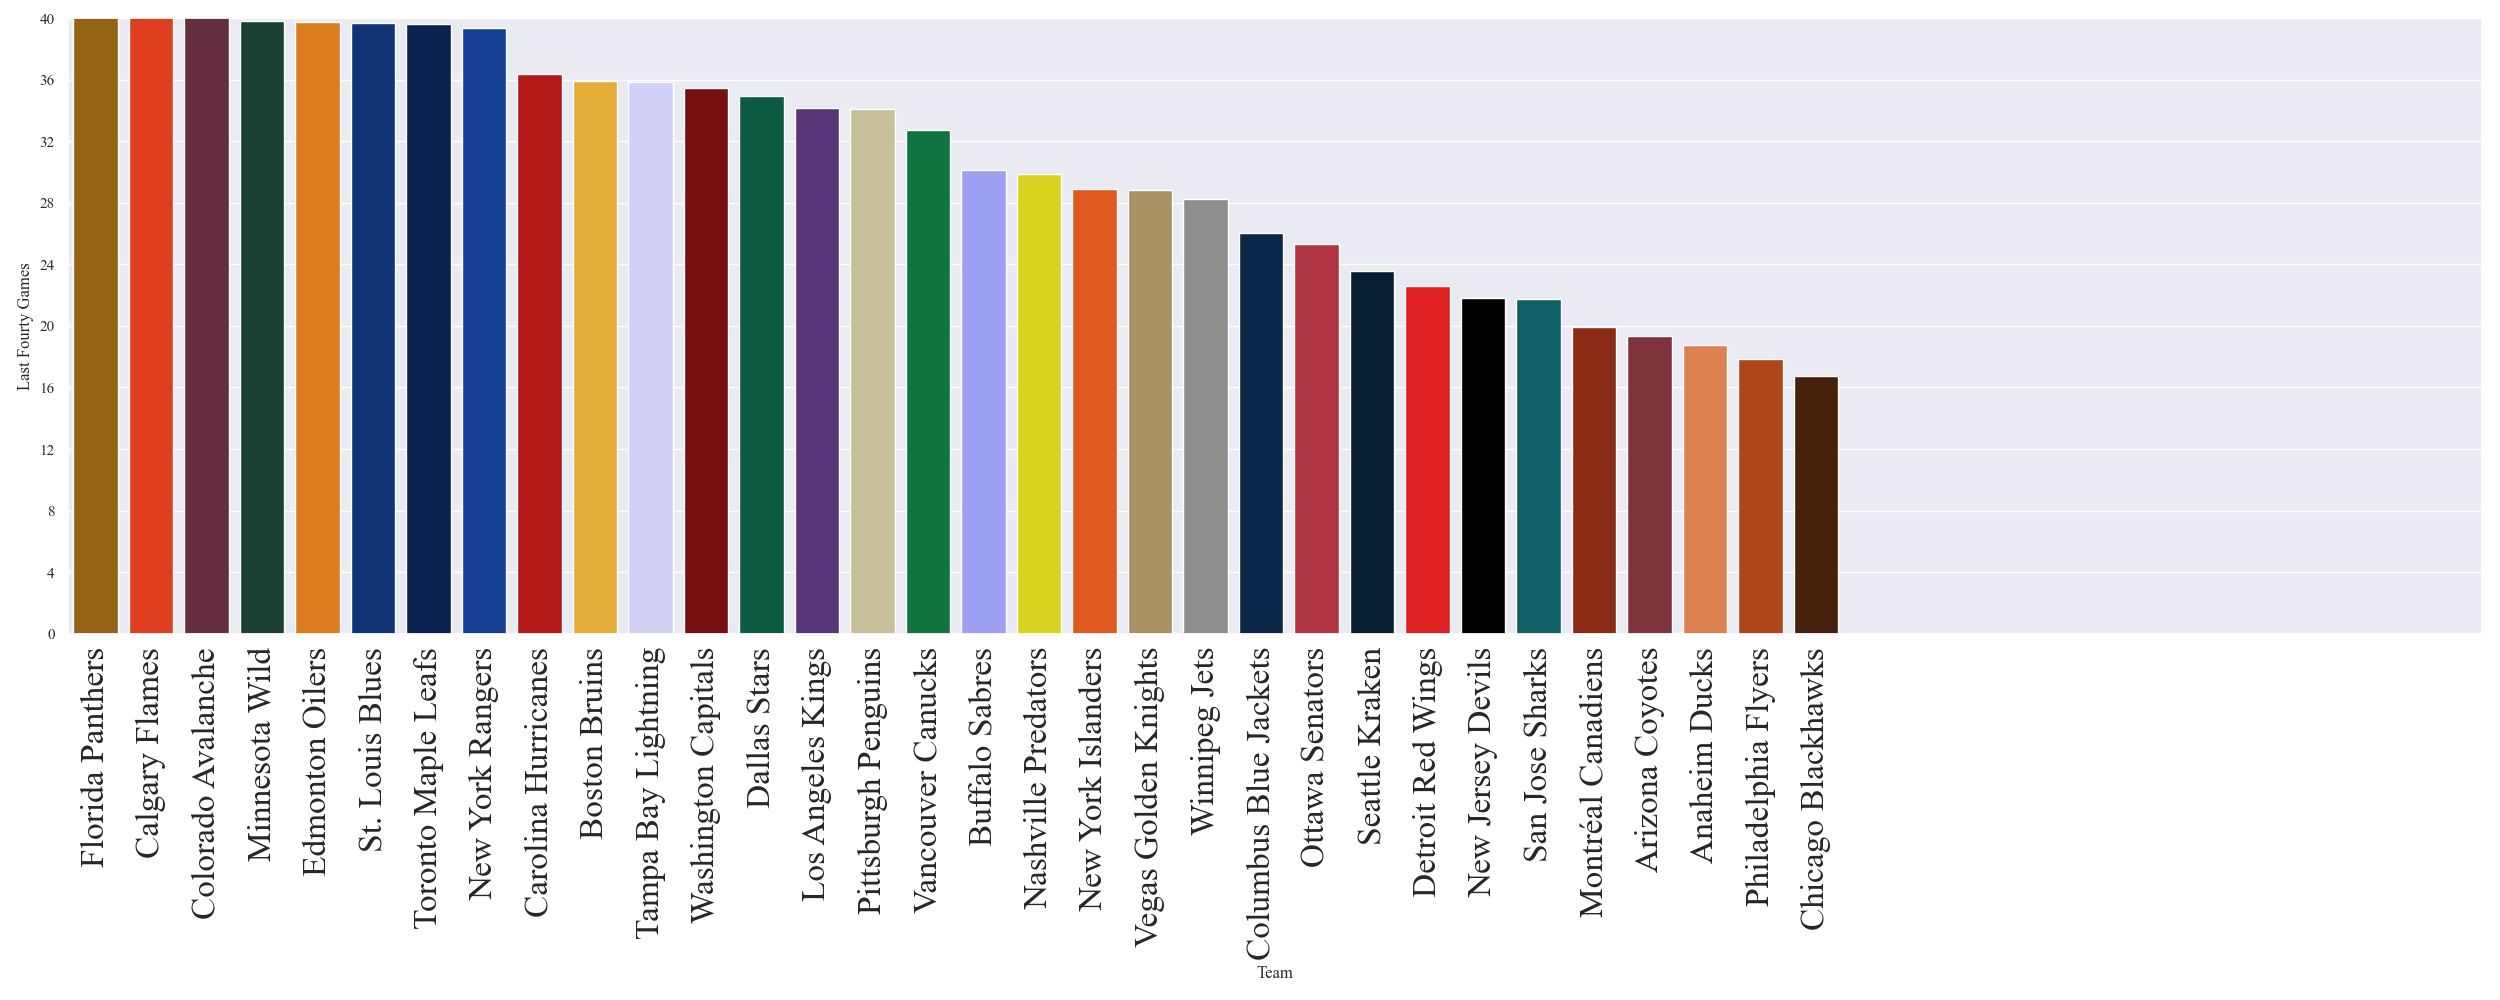 40
36
32
28
24
20
16
12
8
4
0
Last Fourty Games
Florida Panthers
Calgary Flames
Colorado Avalanche
Minnesota Wild
Edmonton Oilers
St. Louis Blues
Toronto Maple Leafs
New York Rangers
Carolina Hurricanes
Boston Bruins
Tampa Bay Lightning
Washington Capitals
Dallas Stars
Los Angeles Kings
Pittsburgh Penguins
Vancouver Canucks
Buffalo Sabres
Nashville Predators
New York Islanders
Vegas Golden Knights
Winnipeg Jets
Columbus Blue Jackets
Ottawa Senators
Seattle Kraken
Detroit Red Wings
New Jersey Devils
San Jose Sharks
Montréal Canadiens
Arizona Coyotes
Anaheim Ducks
Philadelphia Flyers
Chicago Blackhawks
Team